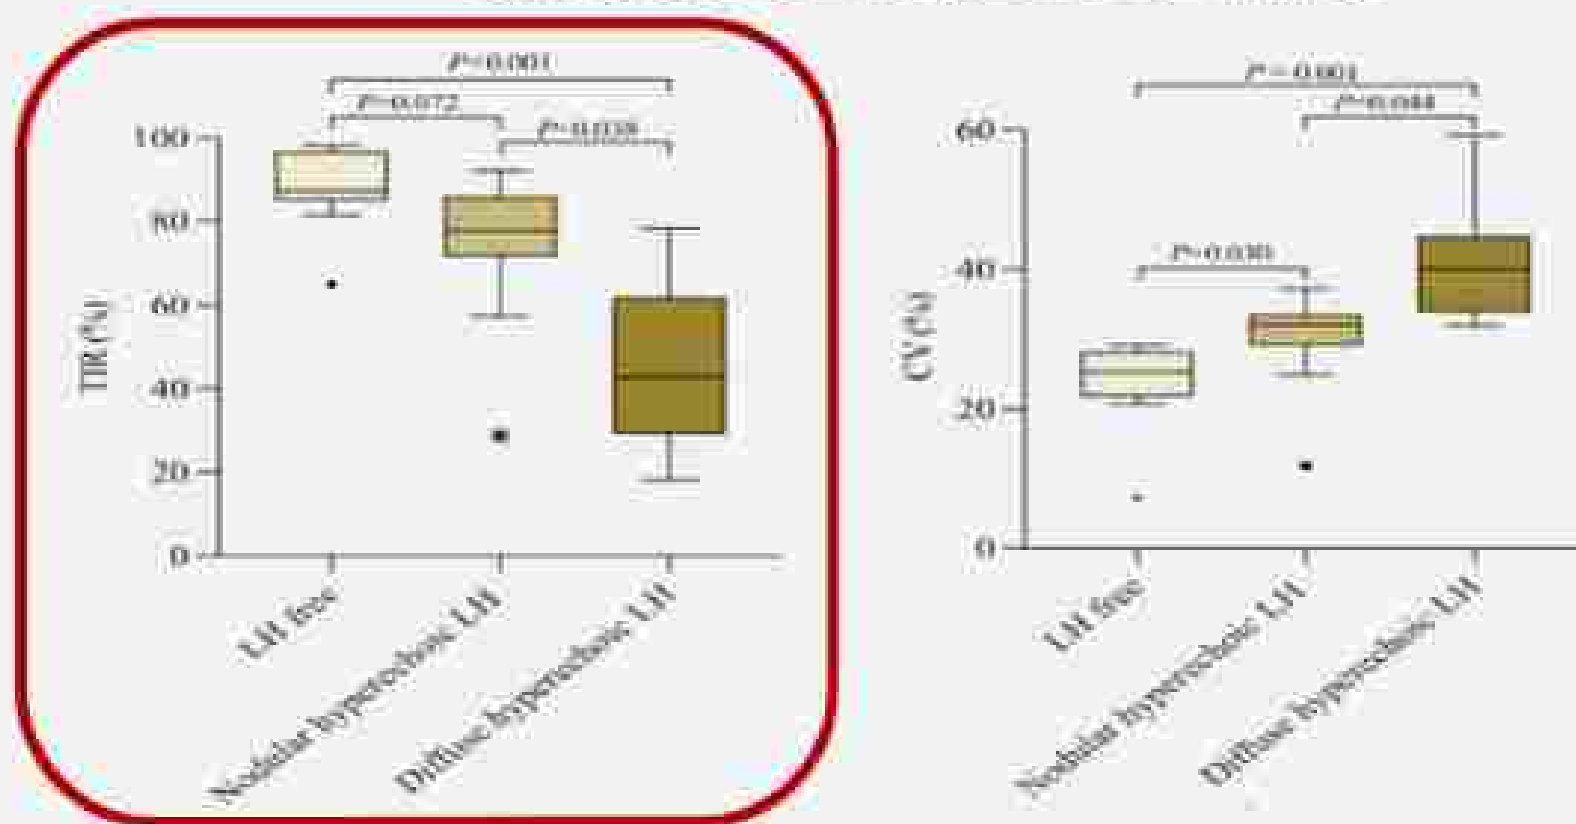 P<0.001
P=0.072
P=0.038
100
80
60
40
20
0
TIR (%)
LH free
Nodular hyperechoic LH
Diffuse hyperechoic LH
P = 0.001
P=0.044
60
P=0.030
40
20
0
CV (%)
LH free
Nodular hyperechoic LH
Diffuse hyperechoic LH